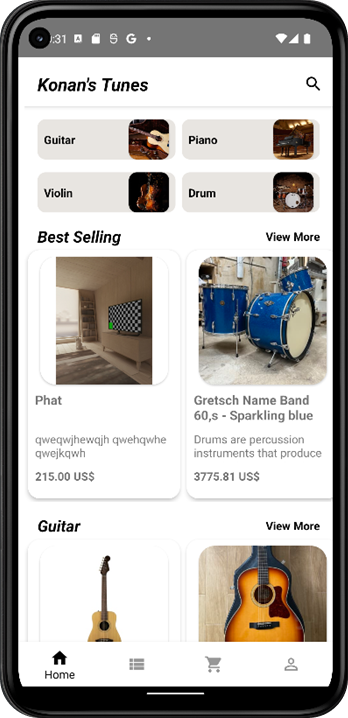 :31
Konan's Tunes
Guitar
Piano
Violin
Drum
Best Selling
View More
Phat
qweqwjhewqjh qwehqwhe
qwejkqwh
215.00 US$
Gretsch Name Band
60,s - Sparkling blue
Drums are percussion
instruments that produce
3775.81 US$
Guitar
View More
Home